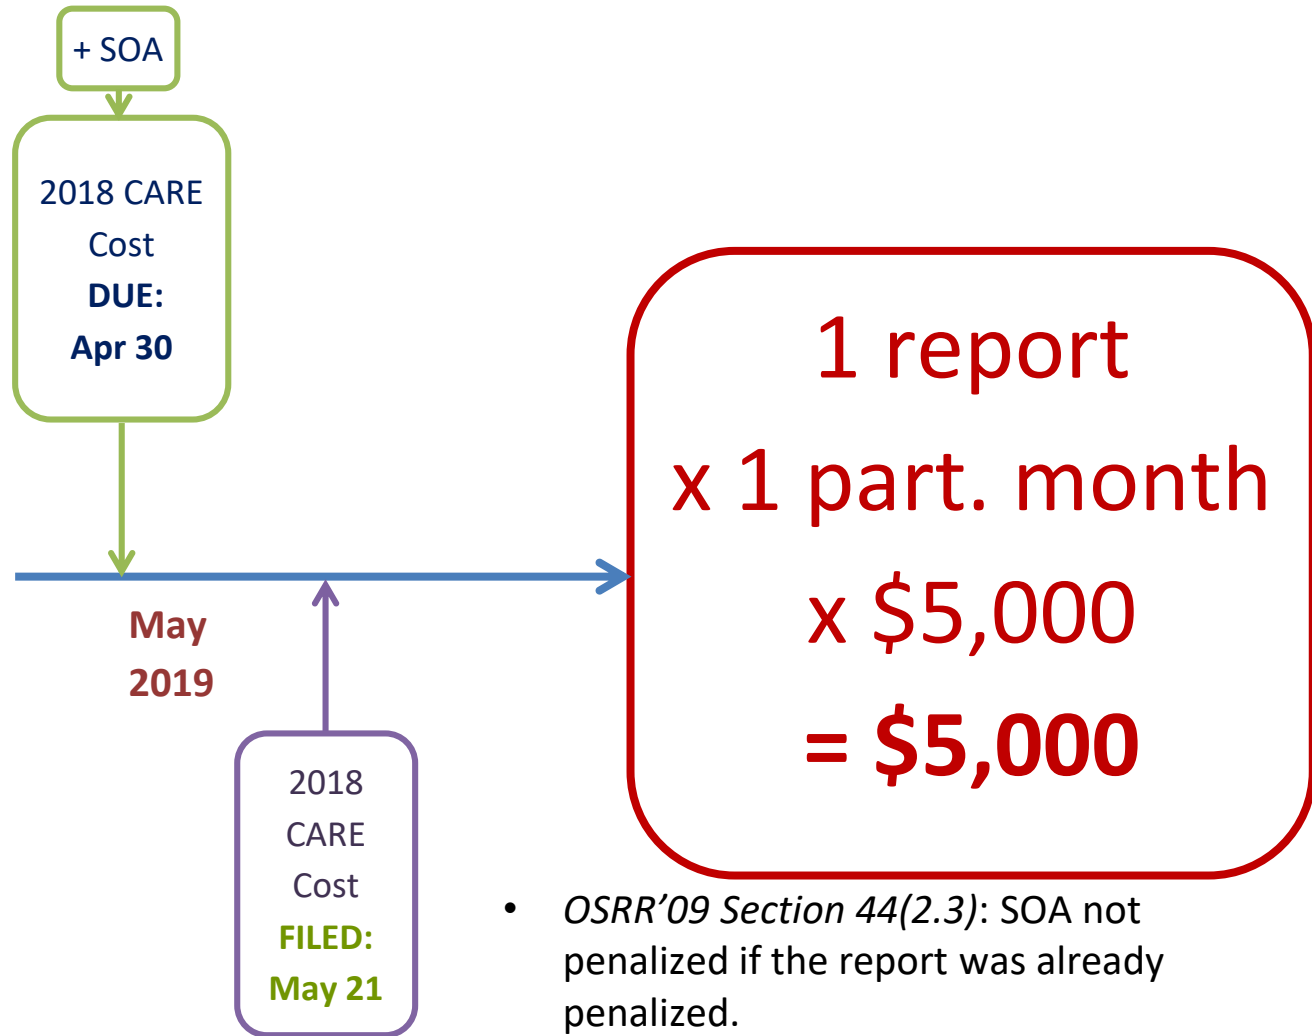 + SOA
2018 CARE
Cost
DUE:
Apr 30
May
2019
2018
CARE
Cost
FILED:
May 21
1 report
x 1 part. month
x $5,000
= $5,000
• OSRR’09 Section 44(2.3): SOA not
penalized if the report was already
penalized.